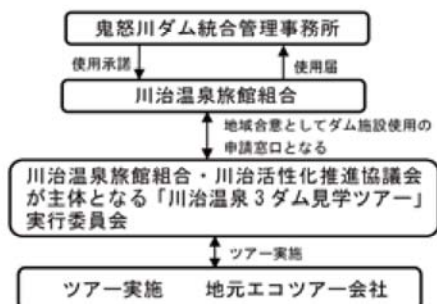 鬼怒川ダム統合管理事務所
使用承諾
使用届
川治温泉旅館組合
地域合意としてダム施設使用の
申請窓口となる
川治温泉旅館組合・川治活性化推進協議会
が主体となる「川治温泉3ダム見学ツアー」
実行委員会
ツアー実施
ツアー実施 地元エコツアー会社